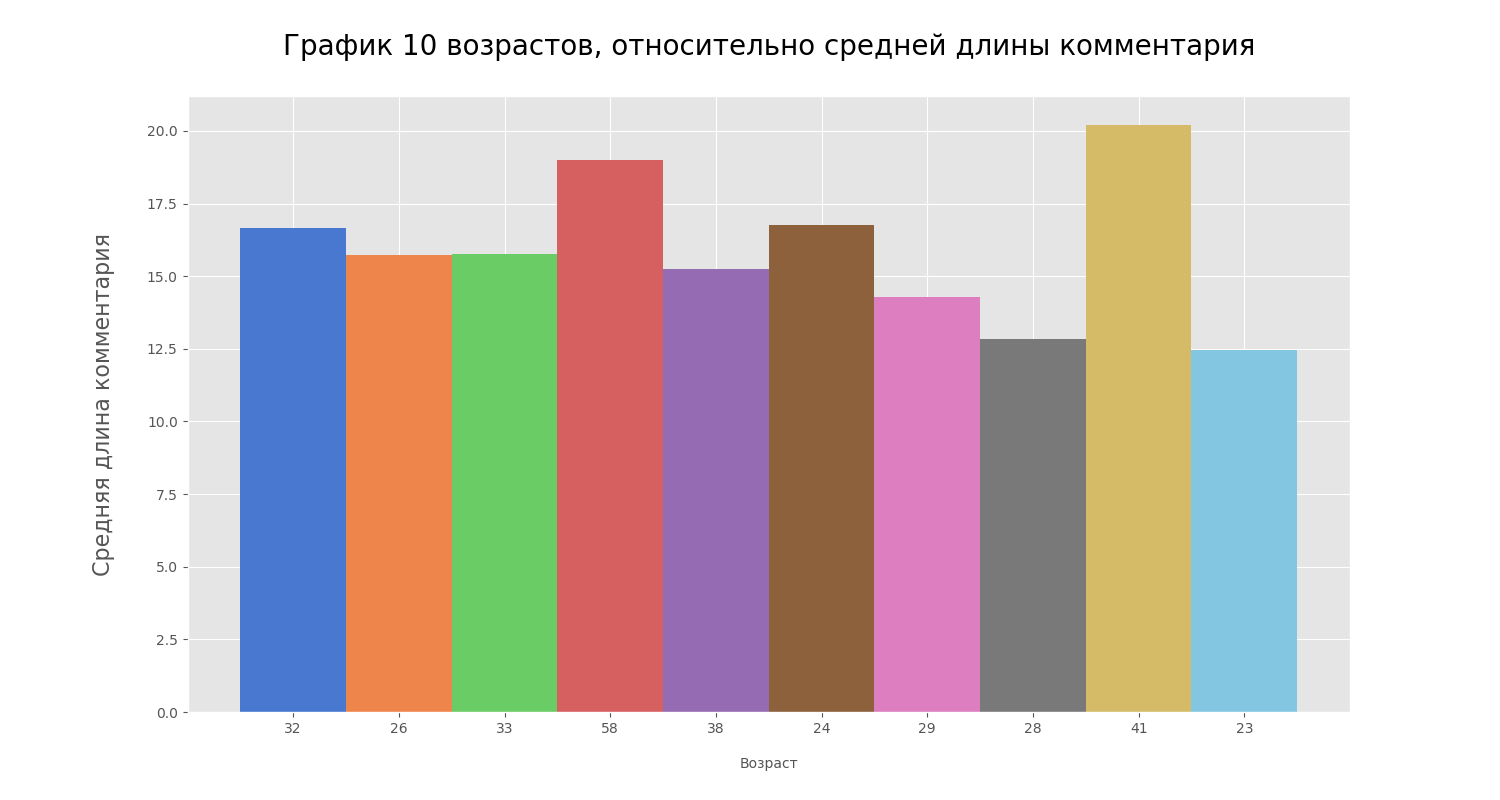 График 10 возрастов, относительно средней длины комментария
Средняя длина комментария
20.0
17.5
15.0
12.5
10.0
7.5
5.0
2.5
0.0
32 26 33 58 38 24 29 28 41 23
Возраст